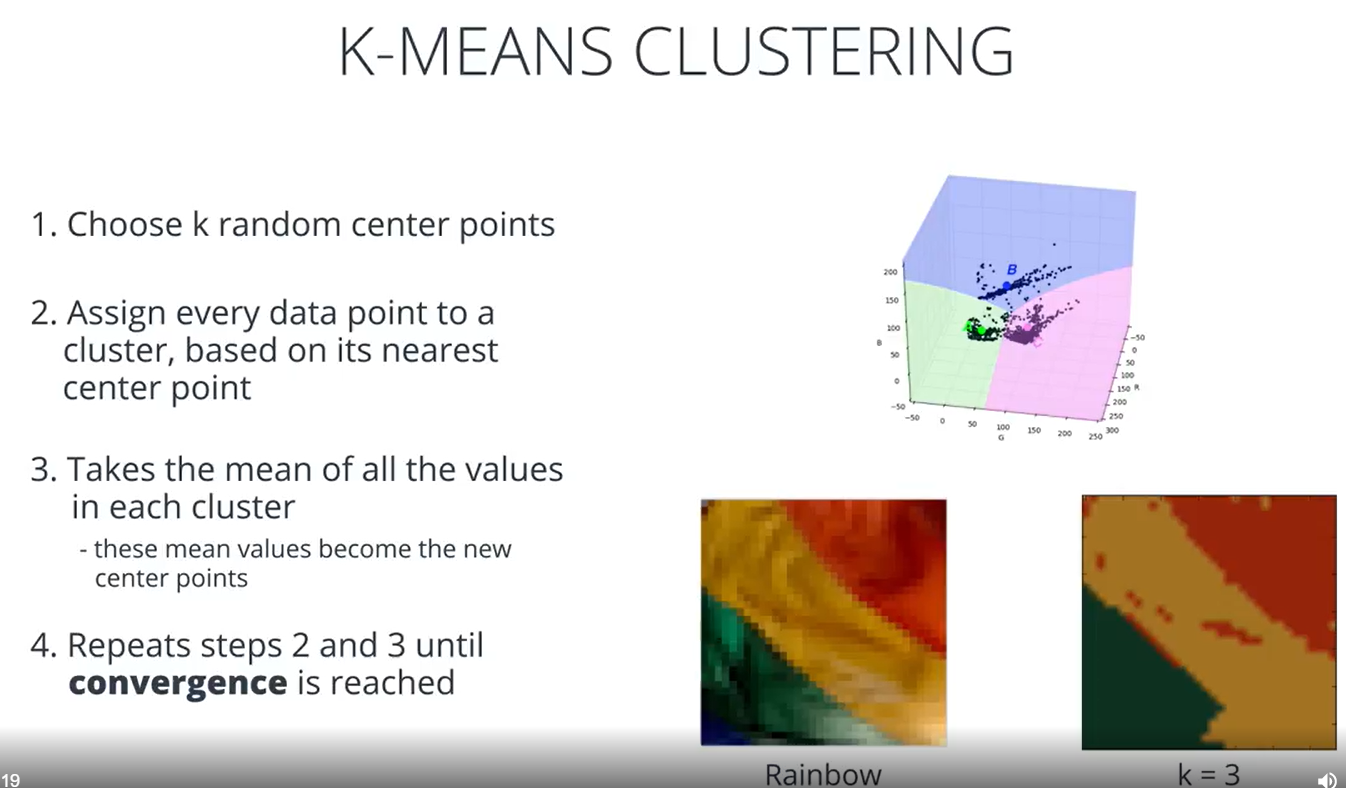 K-MEANS CLUSTERING
1. Choose k random center points
2. Assign every data point to a
cluster, based on its nearest
center point
3. Takes the mean of all the values
in each cluster
- these mean values become the new
center points
4. Repeats steps 2 and 3 until
convergence is reached
B
A
C
200
150
100
50
0
-50
B
-50
0
50
100
150
200
250
G
-50
0
50
100
150
200
250
300
R
Rainbow
k = 3
19